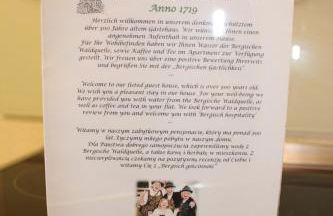 Anno 1719
Herzlich willkommen in unserem denkmalgeschützten
über 300 Jahre altem gästehaus. Wir wünschen Ihnen einen
angenehmen Aufenthalt in unserem Hause.
Für Ihr Wohlbefinden haben wir Ihnen Wasser der Bergischen
Waldquelle, sowie Kaffee und Tee im Apartment zur Verfügung
gestellt. Wir freuen uns über eine positive Bewertung Ihrerseits
und begrüßen Sie mit der „Bergischen Gastlichkeit"
~
Welcome to our listed guest house, which is over 300 years old.
We wish you a pleasant stay in our house. For your well-being we
have provided you with water from the Bergische Waldquelle, as
well as coffee and tea in your flat. We look forward to a positive
review from you and welcome you with 'Bergisch hospitality'
~
Witamy w naszym zabytkowym pensjonacie, który ma ponad 300
lat. Życzymy miłego pobytu w naszym domu.
Dla Państwa dobrego samopoczucia zapewniliśmy wodę z
Bergische Waldquelle, a także kawę i herbatę w mieszkaniu. Z
niecierpliwością czekamy na pozytywną recenzję od Ciebie i
witamy Cię z „Bergisch gościnność"